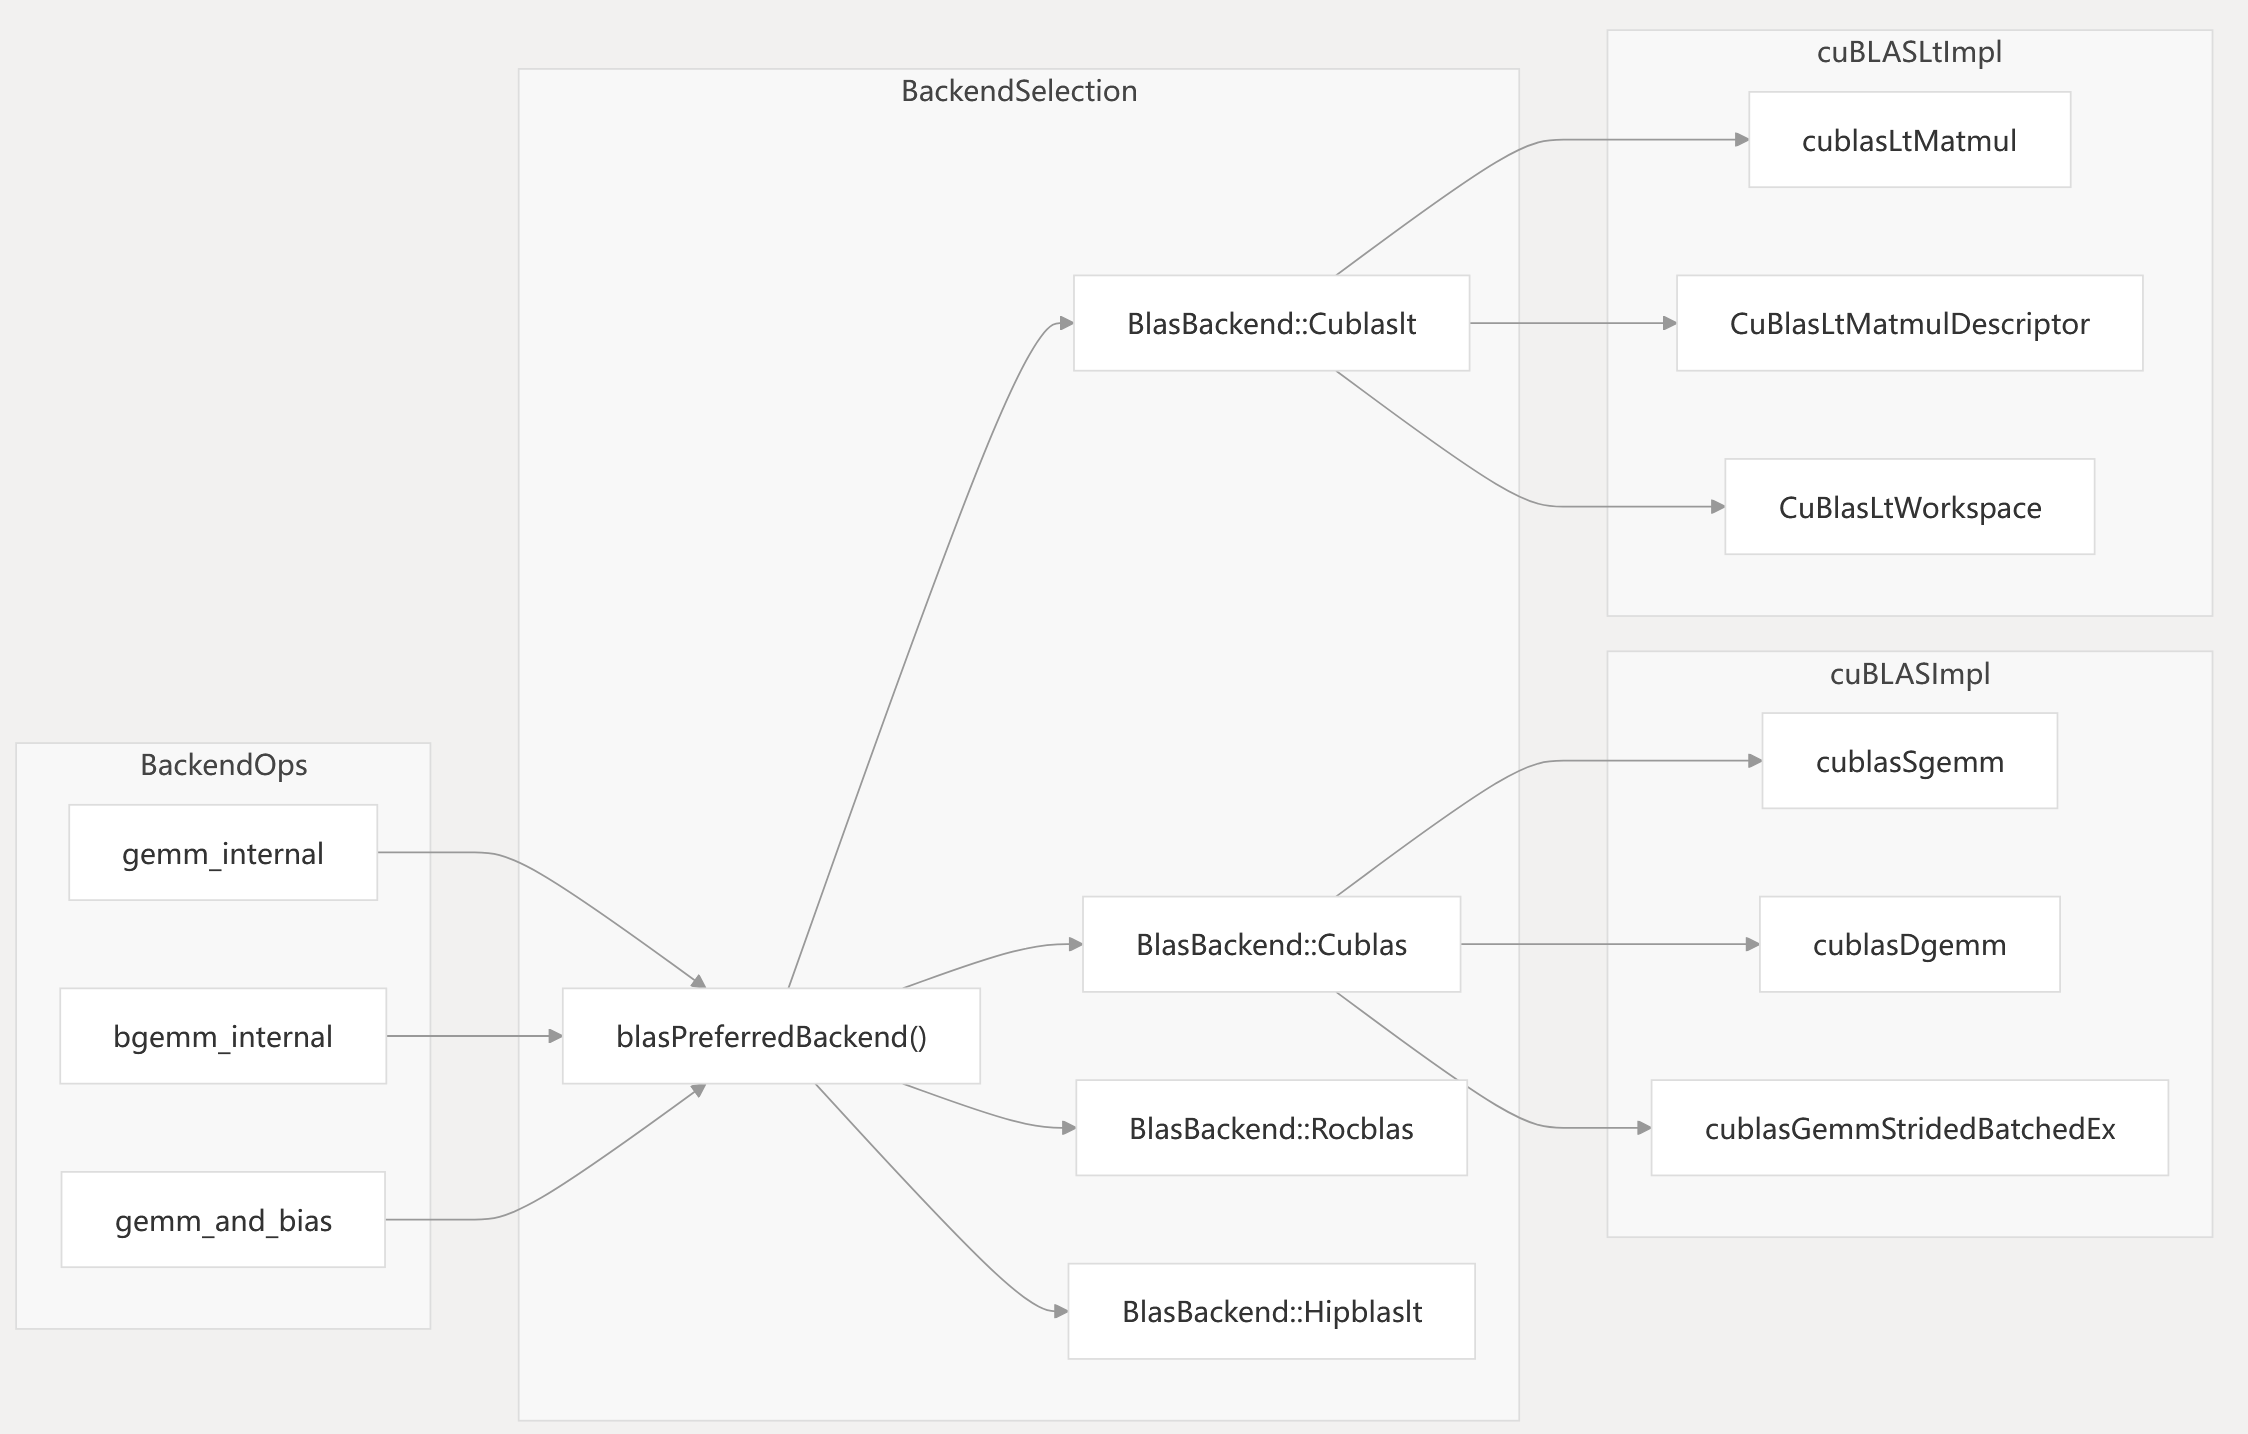 BackendOps
gemm_internal
bgemm_internal
gemm_and_bias
BackendSelection
blasPreferredBackend()
BlasBackend::Cublaslt
BlasBackend::Cublas
BlasBackend::Rocblas
BlasBackend::Hipblaslt
cuBLASLtImpl
cublasLtMatmul
CuBlasLtMatmulDescriptor
CuBlasLtWorkspace
cuBLASImpl
cublasSgemm
cublasDgemm
cublasGemmStridedBatchedEx